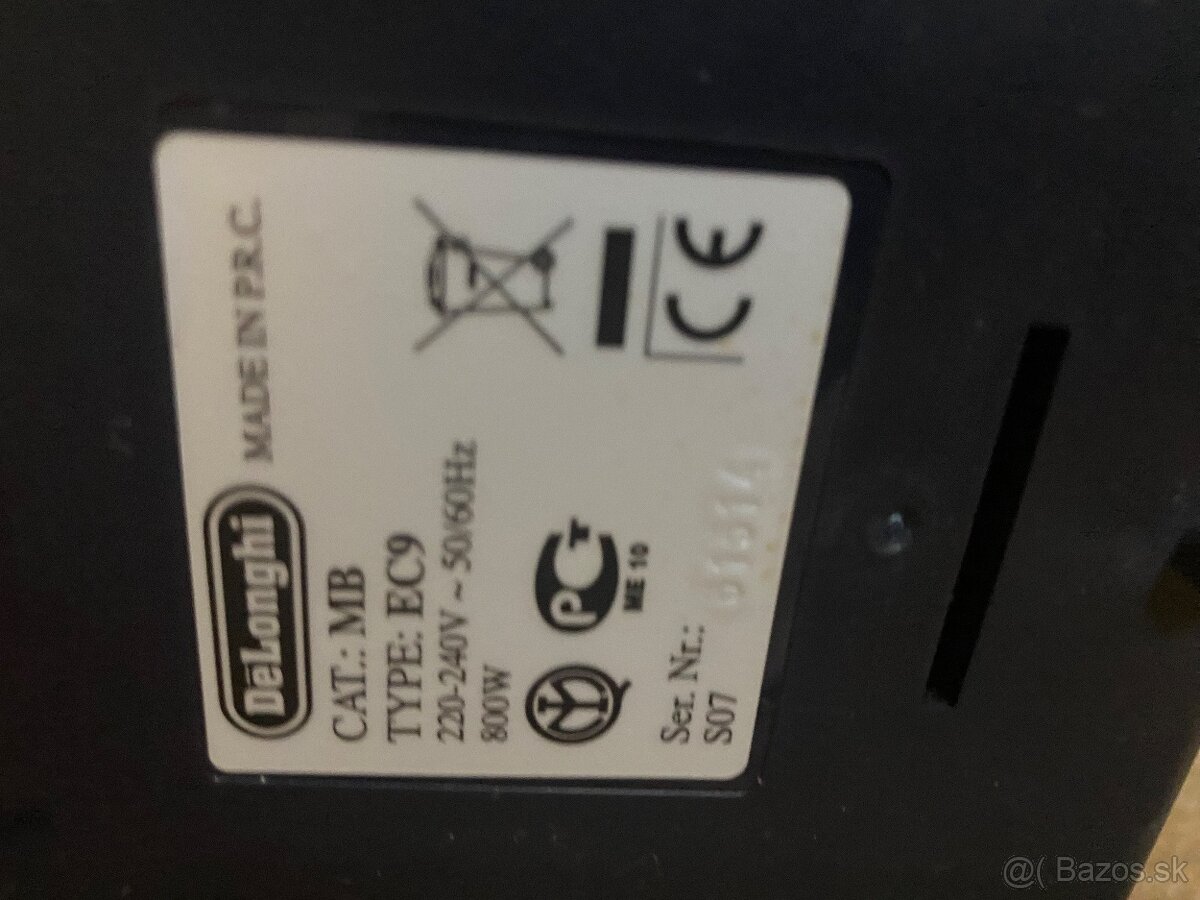 DeLonghi MADE IN P.R.C.
CAT.: MB
TYPE: EC9
220-240V ~ 50/60Hz
800W
ME 10
CE
Ser. Nr.:
S07
@( Bazos.sk